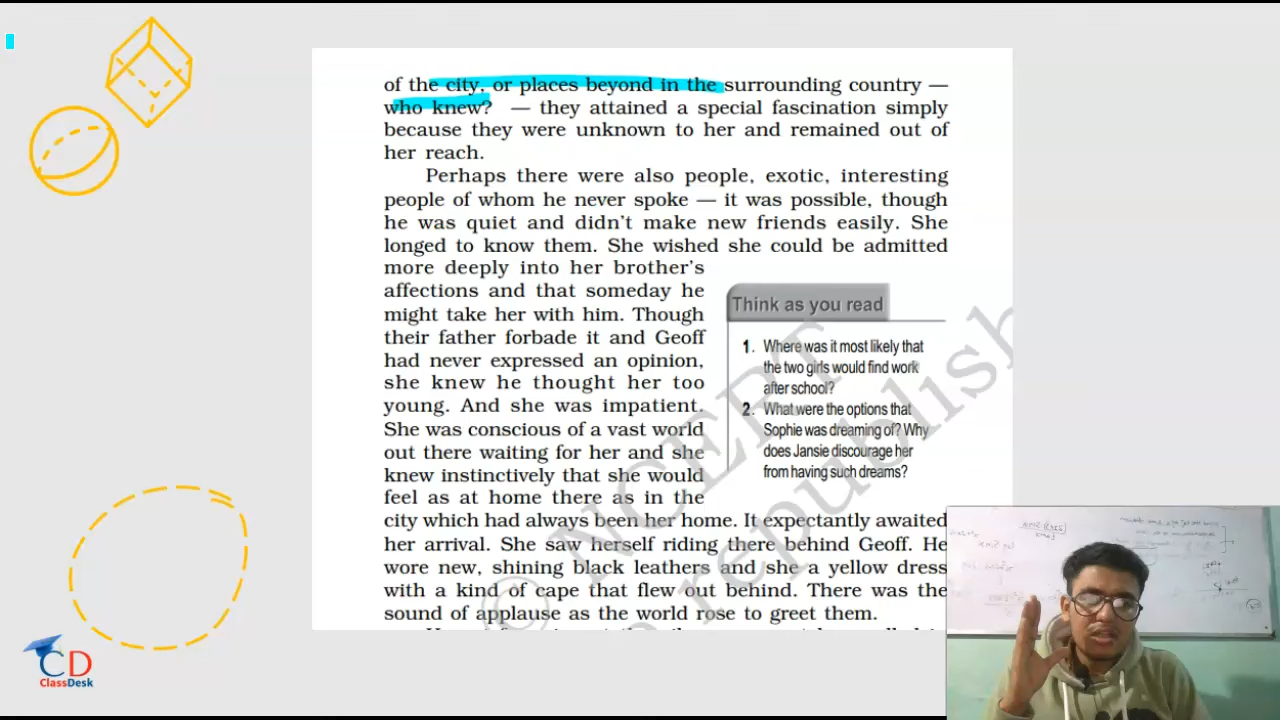 of the city, or places beyond in the surrounding country —
who knew? — they attained a special fascination simply
because they were unknown to her and remained out of
her reach.
Perhaps there were also people, exotic, interesting
people of whom he never spoke — it was possible, though
he was quiet and didn't make new friends easily. She
longed to know them. She wished she could be admitted
more deeply into her brother's
affections and that someday he
might take her with him. Though
their father forbade it and Geoff
had never expressed an opinion,
she knew he thought her too
young. And she was impatient.
She was conscious of a vast world
out there waiting for her and she
knew instinctively that she would
feel as at home there as in the
city which had always been her home. It expectantly awaited
her arrival. She saw herself riding there behind Geoff. He
wore new, shining black leathers and she a yellow dress
with a kind of cape that flew out behind. There was the
sound of applause as the world rose to greet them.
Think as you read
1. Where was it most likely that
the two girls would find work
after school?
2. What were the options that
Sophie was dreaming of? Why
does Jansie discourage her
from having such dreams?
© NCERT
republish
CD
ClassDesk